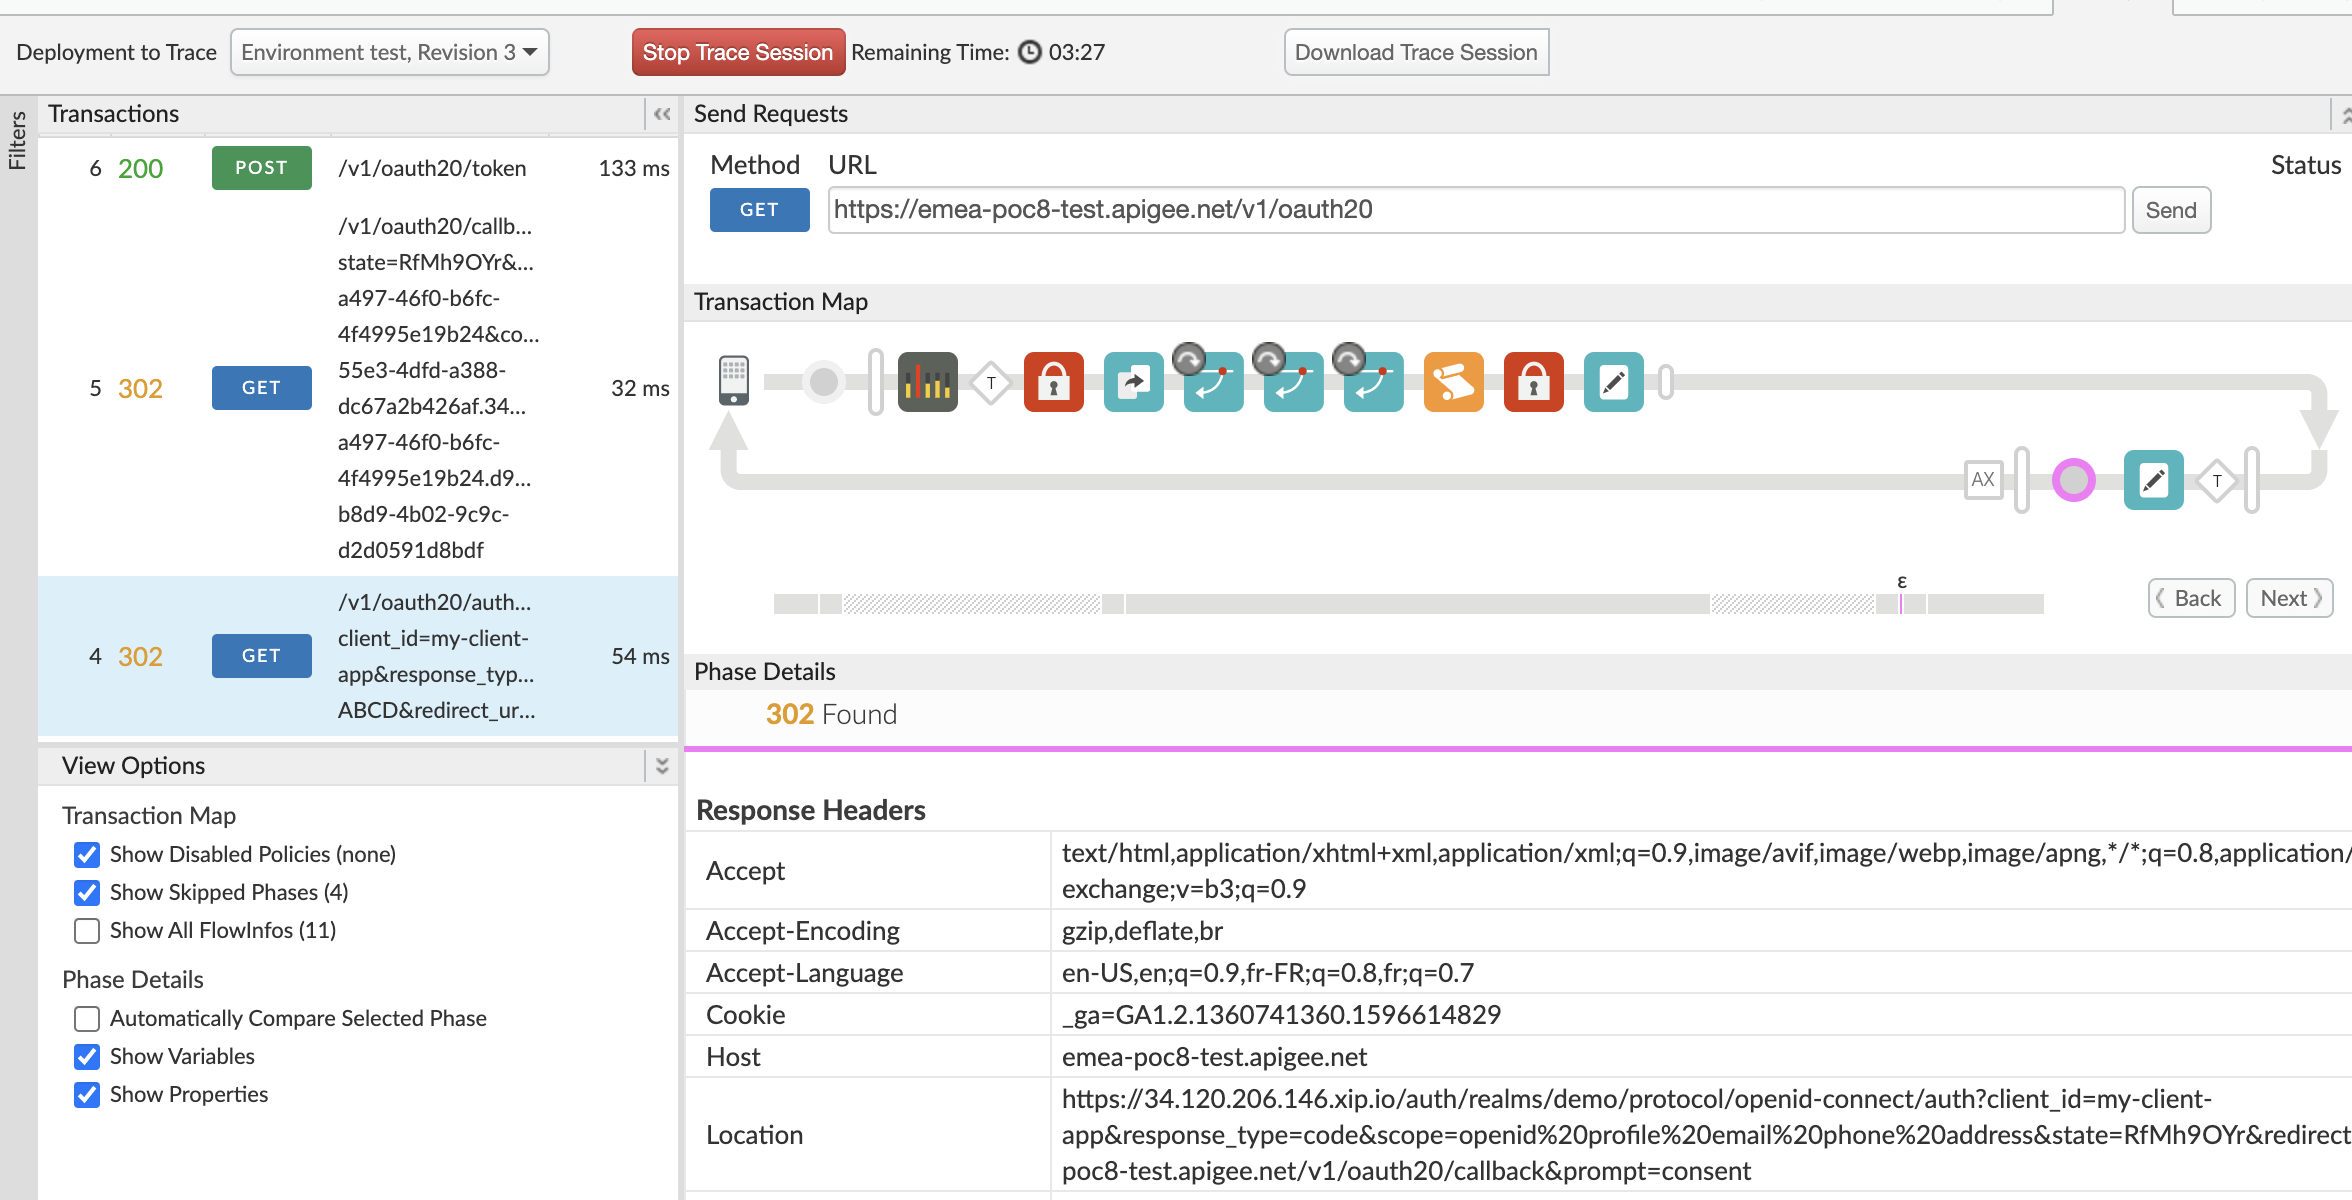 Deployment to Trace
Environment test, Revision 3
Stop Trace Session
Remaining Time: 03:27
Download Trace Session
Filters
Transactions
6 200 POST /v1/oauth20/token 133 ms
/v1/oauth20/callb...
state=RfMh9OYr&...
a497-46f0-b6fc-
4f4995e19b24&co...
5 302 GET 55e3-4dfd-a388- 32 ms
dc67a2b426af.34...
a497-46f0-b6fc-
4f4995e19b24.d9...
b8d9-4b02-9c9c-
d2d0591d8bdf
/v1/oauth20/auth...
client_id=my-client-
4 302 GET app&response_typ... 54 ms
ABCD&redirect_ur...
View Options
Transaction Map
Show Disabled Policies (none)
Show Skipped Phases (4)
Show All FlowInfos (11)
Phase Details
Automatically Compare Selected Phase
Show Variables
Show Properties
Send Requests
Method URL Status
GET https://emea-poc8-test.apigee.net/v1/oauth20 Send
Transaction Map
T
AX T
ε
Back Next
Phase Details
302 Found
Response Headers
Accept text/html,application/xhtml+xml,application/xml;q=0.9,image/avif,image/webp,image/apng,*/*;q=0.8,application/
exchange;v=b3;q=0.9
Accept-Encoding gzip,deflate,br
Accept-Language en-US,en;q=0.9,fr-FR;q=0.8,fr;q=0.7
Cookie _ga=GA1.2.1360741360.1596614829
Host emea-poc8-test.apigee.net
Location https://34.120.206.146.xip.io/auth/realms/demo/protocol/openid-connect/auth?client_id=my-client-
app&response_type=code&scope=openid%20profile%20email%20phone%20address&state=RfMh9OYr&redirect
poc8-test.apigee.net/v1/oauth20/callback&prompt=consent